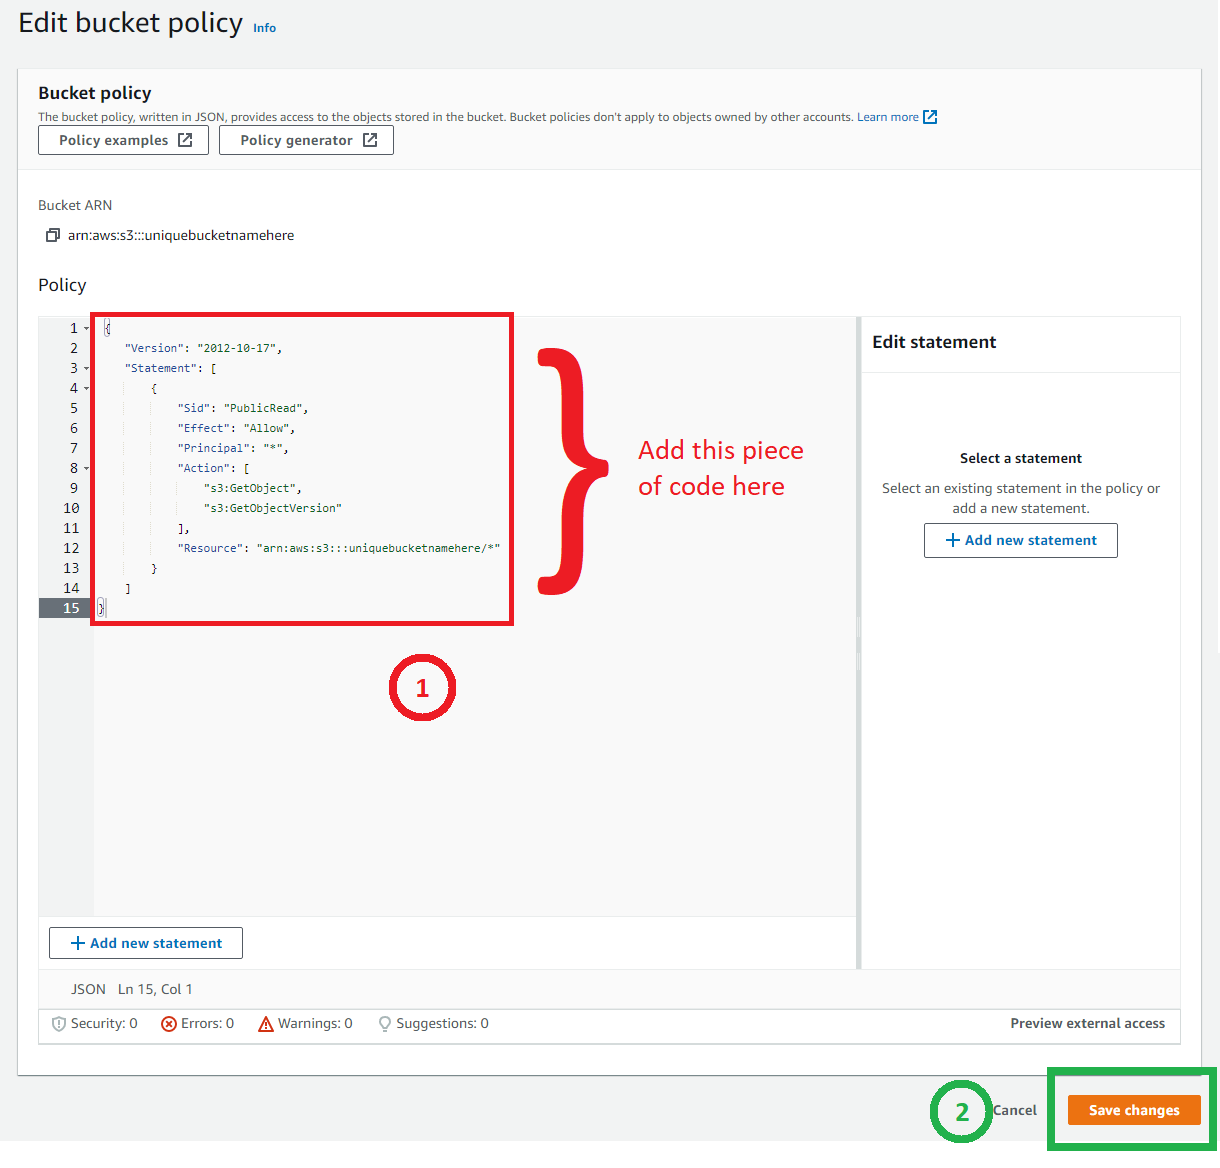 Edit bucket policy Info
Bucket policy
The bucket policy, written in JSON, provides access to the objects stored in the bucket. Bucket policies don't apply to objects owned by other accounts. Learn more
Policy examples Policy generator
Bucket ARN
arn:aws:s3:::uniquebucketnamehere
Policy
1 {
2 "Version": "2012-10-17",
3 "Statement": [
4 {
5 "Sid": "PublicRead",
6 "Effect": "Allow",
7 "Principal": "*",
8 "Action": [
9 "s3:GetObject",
10 "s3:GetObjectVersion"
11 ],
12 "Resource": "arn:aws:s3:::uniquebucketnamehere/*"
13 }
14 ]
15 }
}
Add this piece
of code here
1
Edit statement
Select a statement
Select an existing statement in the policy or
add a new statement.
+ Add new statement
+ Add new statement
JSON Ln 15, Col 1
Security: 0 Errors: 0 Warnings: 0 Suggestions: 0 Preview external access
2 Cancel Save changes